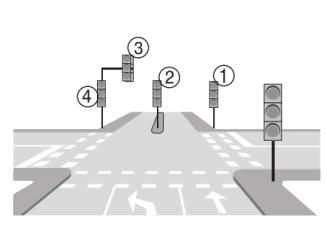 ③
①
②
④